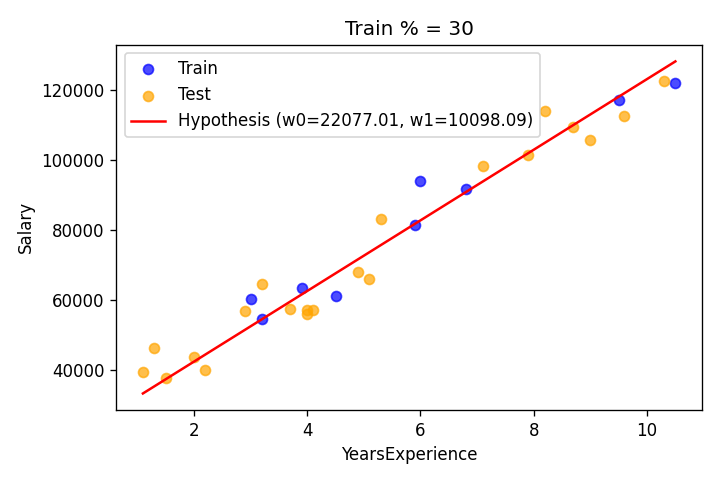 Train % = 30
Train
Test
Hypothesis (w0=22077.01, w1=10098.09)
120000
100000
80000
60000
40000
Salary
2 4 6 8 10
YearsExperience